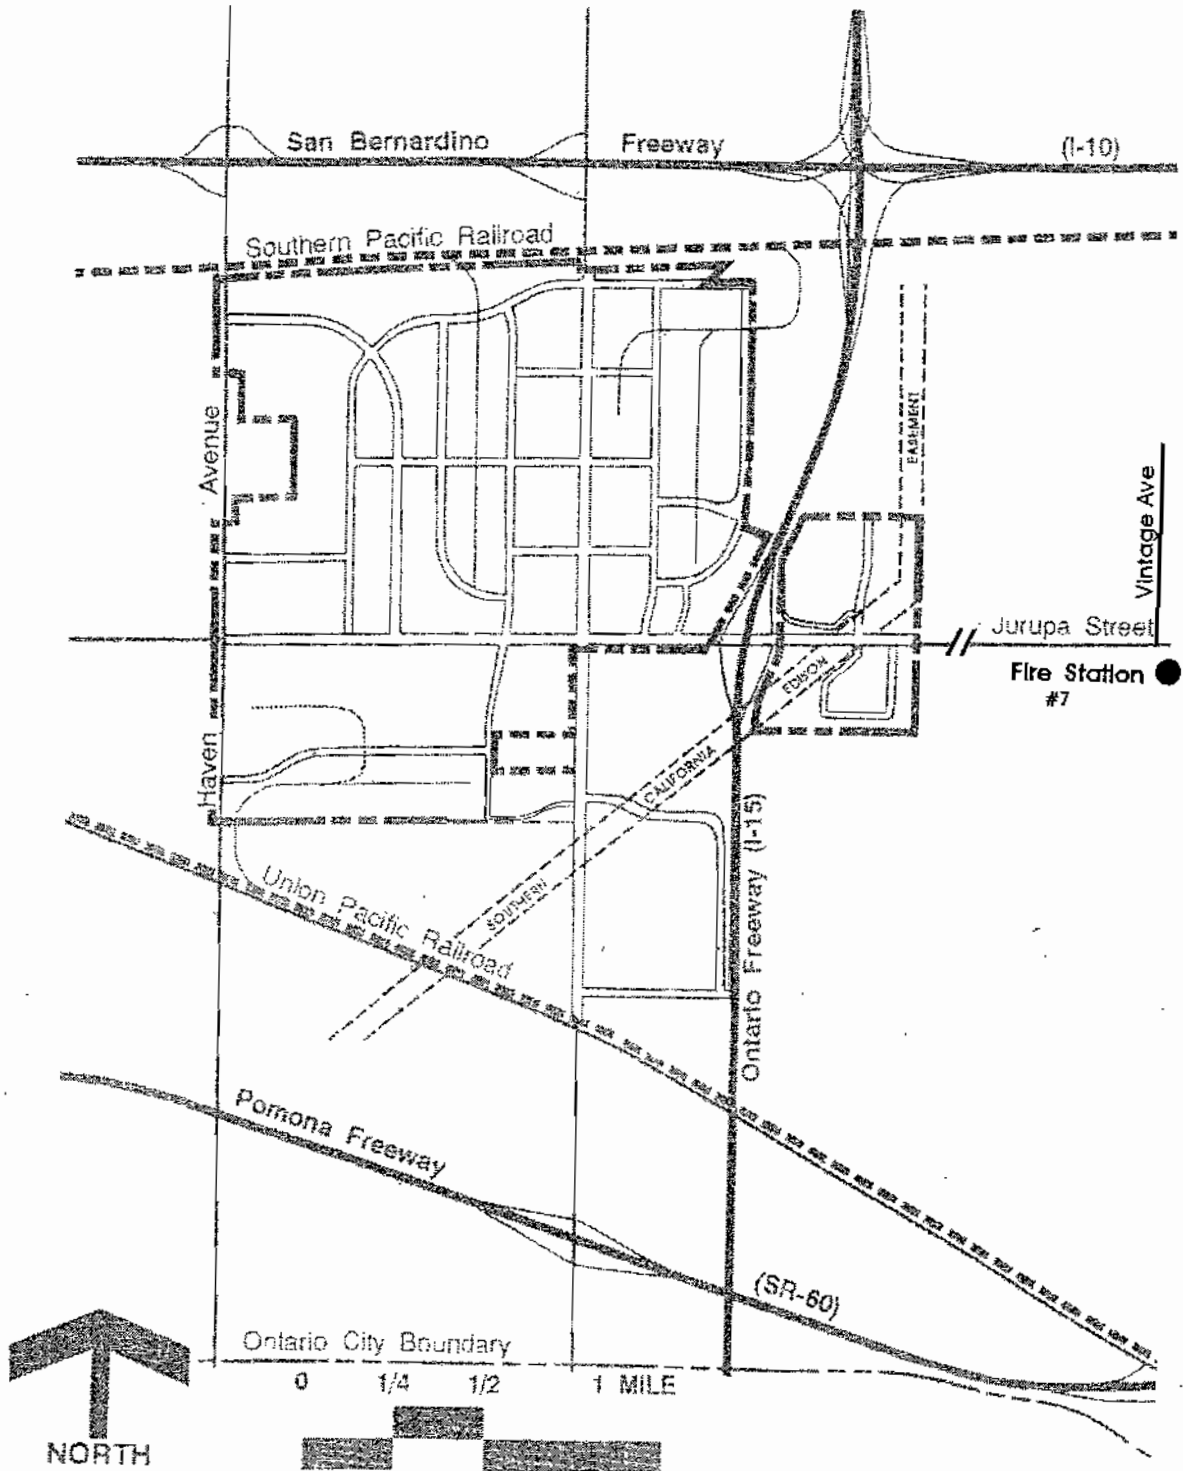 San Bernardino Freeway (I-10)
Southern Pacific Railroad
Haven Avenue
EASEMENT
Vintage Ave
Jurupa Street
Fire Station
#7
SOUTHERN CALIFORNIA EDISON
Ontario Freeway (I-15)
Union Pacific Railroad
Pomona Freeway (SR-60)
Ontario City Boundary
0 1/4 1/2 1 MILE
NORTH